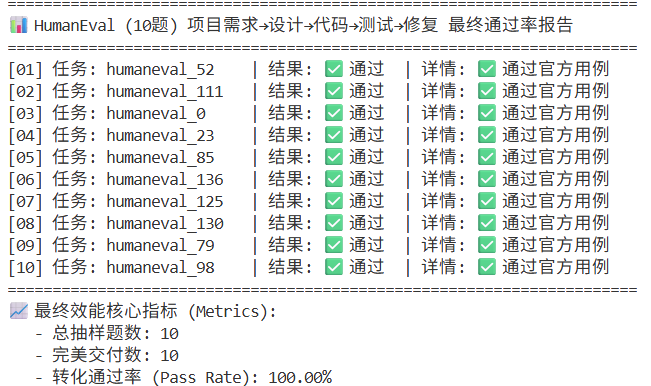 ======================================================================
📊 HumanEval (10题) 项目需求→设计→代码→测试→修复 最终通过率报告
======================================================================
[01] 任务: humaneval_52 | 结果: ✅ 通过 | 详情: ✅ 通过官方用例
[02] 任务: humaneval_111 | 结果: ✅ 通过 | 详情: ✅ 通过官方用例
[03] 任务: humaneval_0 | 结果: ✅ 通过 | 详情: ✅ 通过官方用例
[04] 任务: humaneval_23 | 结果: ✅ 通过 | 详情: ✅ 通过官方用例
[05] 任务: humaneval_85 | 结果: ✅ 通过 | 详情: ✅ 通过官方用例
[06] 任务: humaneval_136 | 结果: ✅ 通过 | 详情: ✅ 通过官方用例
[07] 任务: humaneval_125 | 结果: ✅ 通过 | 详情: ✅ 通过官方用例
[08] 任务: humaneval_130 | 结果: ✅ 通过 | 详情: ✅ 通过官方用例
[09] 任务: humaneval_79 | 结果: ✅ 通过 | 详情: ✅ 通过官方用例
[10] 任务: humaneval_98 | 结果: ✅ 通过 | 详情: ✅ 通过官方用例
======================================================================
📈 最终效能核心指标 (Metrics):
- 总抽样题数: 10
- 完美交付数: 10
- 转化通过率 (Pass Rate): 100.00%